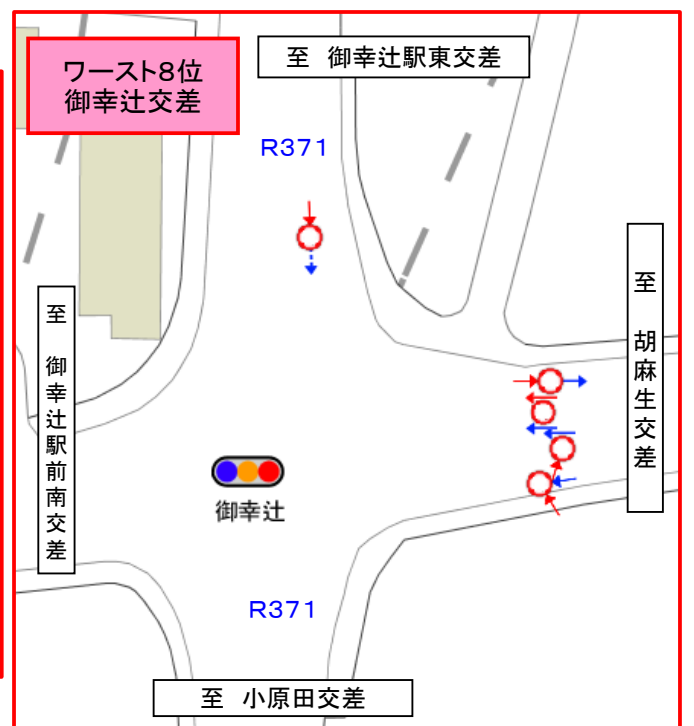 ワースト8位
御幸辻交差
至 御幸辻駅東交差
R371
至 御幸辻駅前南交差
至 胡麻生交差
御幸辻
R371
至 小原田交差